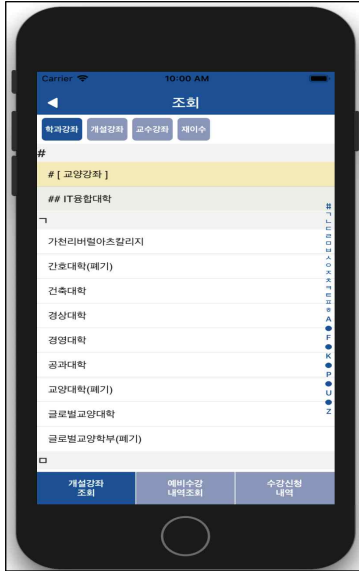 Carrier 10:00 AM
조회
학과강좌 개설강좌 교수강좌 재이수
#
# [ 교양강좌 ]
## IT융합대학
ㄱ
가천리버럴아츠칼리지
간호대학(폐기)
건축대학
경상대학
경영대학
공과대학
교양대학(폐기)
글로벌교양대학
글로벌교양학부(폐기)
ㅁ
#
ㄱ
ㄴ
ㄷ
ㄹ
ㅁ
ㅂ
ㅅ
ㅇ
ㅈ
ㅊ
ㅋ
ㅌ
ㅍ
ㅎ
A
F
K
P
U
Z
개설강좌
조회
예비수강
내역조회
수강신청
내역